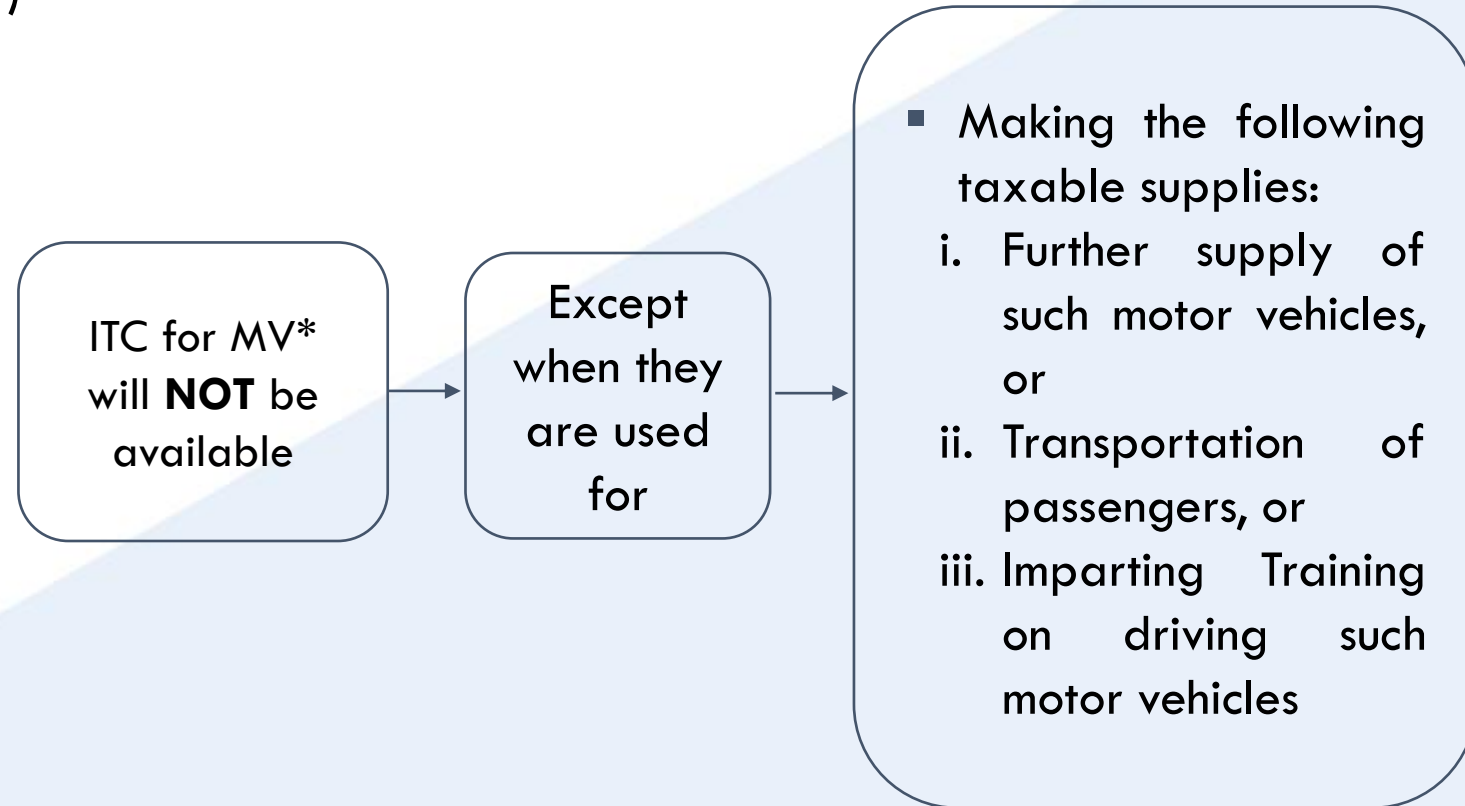 )
ITC for MV*
will NOT be
available
Except
when they
are used
for
▪ Making the following
taxable supplies:
i. Further supply of
such motor vehicles,
or
ii. Transportation of
passengers, or
iii. Imparting Training
on driving such
motor vehicles